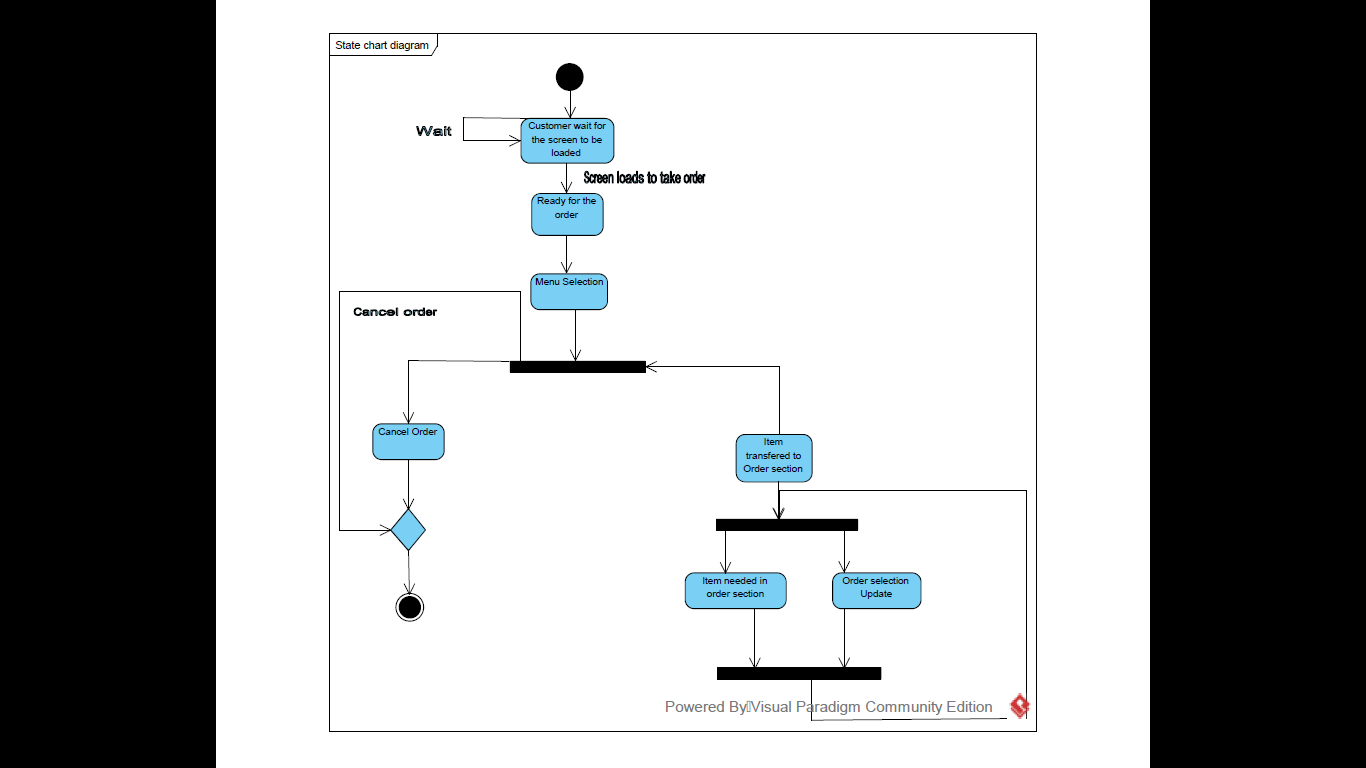 State chart diagram
Wait
Customer wait for
the screen to be
loaded
Screen loads to take order
Ready for the
order
Menu Selection
Cancel order
Cancel Order
Item
transfered to
Order section
Item needed in
order section
Order selection
Update
Powered By Visual Paradigm Community Edition